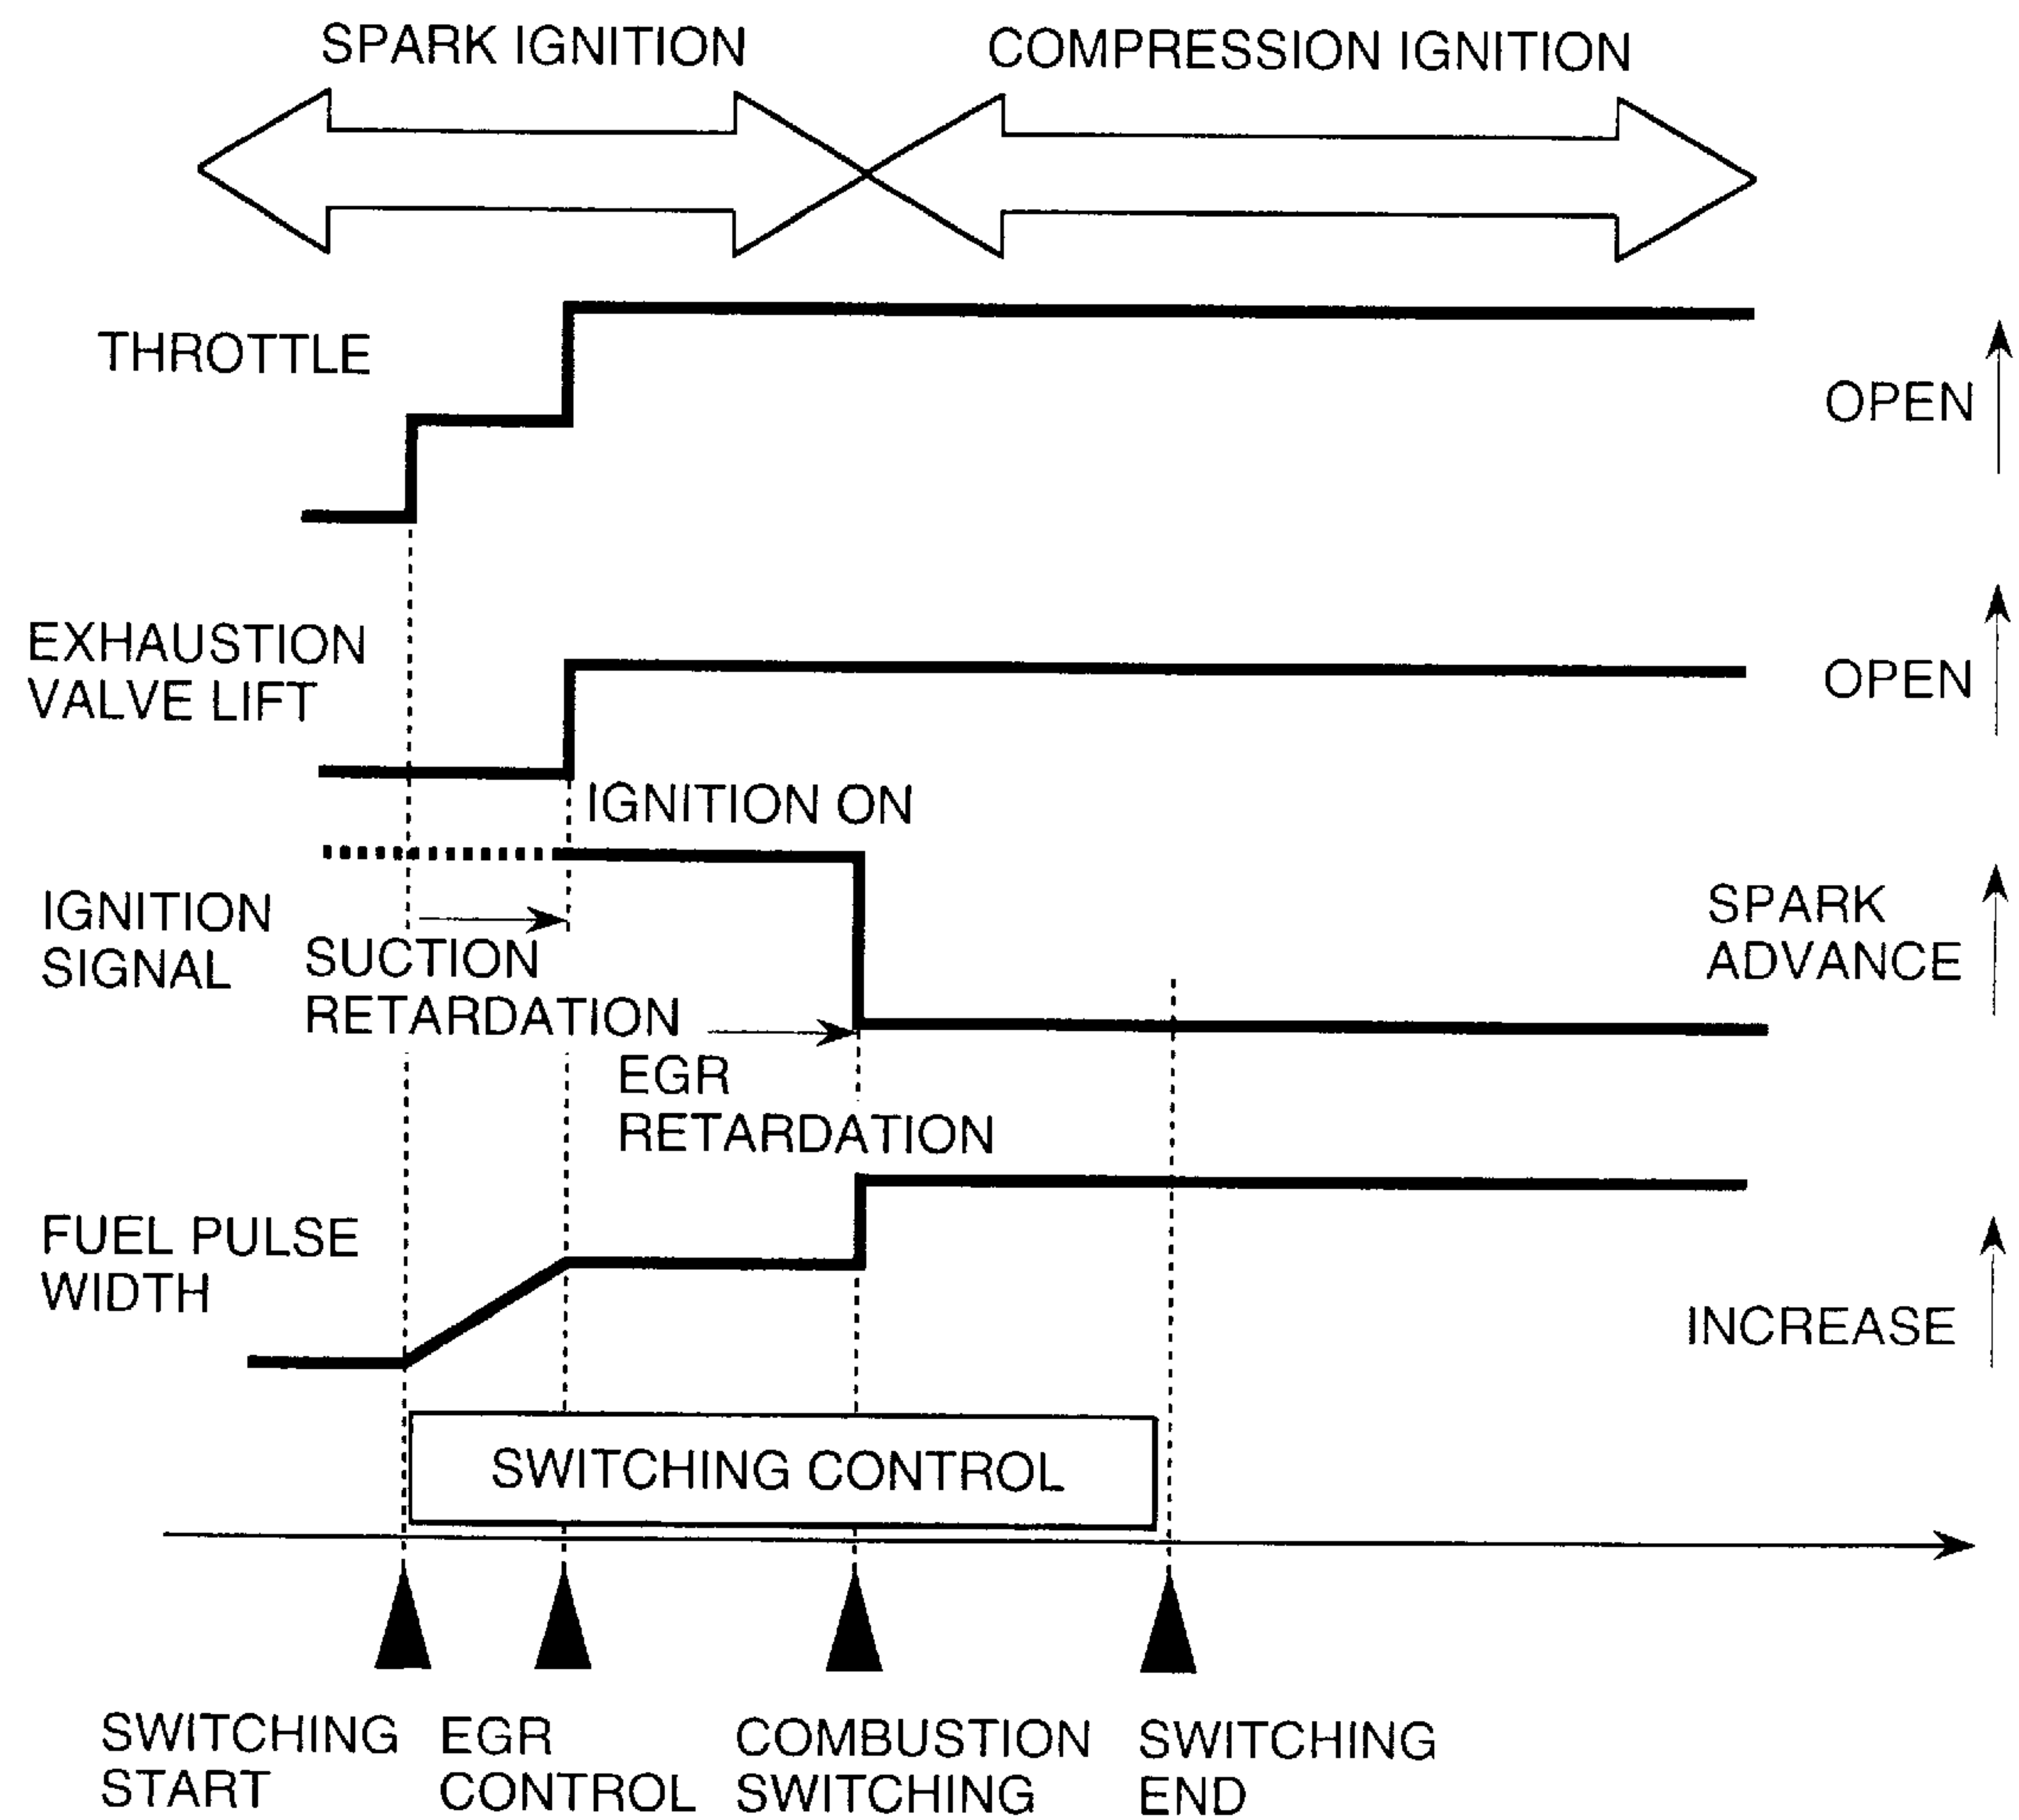 SPARK IGNITION
COMPRESSION IGNITION
THROTTLE
OPEN
EXHAUSTION
VALVE LIFT
OPEN
IGNITION ON
IGNITION
SIGNAL
SPARK
ADVANCE
SUCTION
RETARDATION
EGR
RETARDATION
FUEL PULSE
WIDTH
INCREASE
SWITCHING CONTROL
SWITCHING
START
EGR
CONTROL
COMBUSTION
SWITCHING
SWITCHING
END